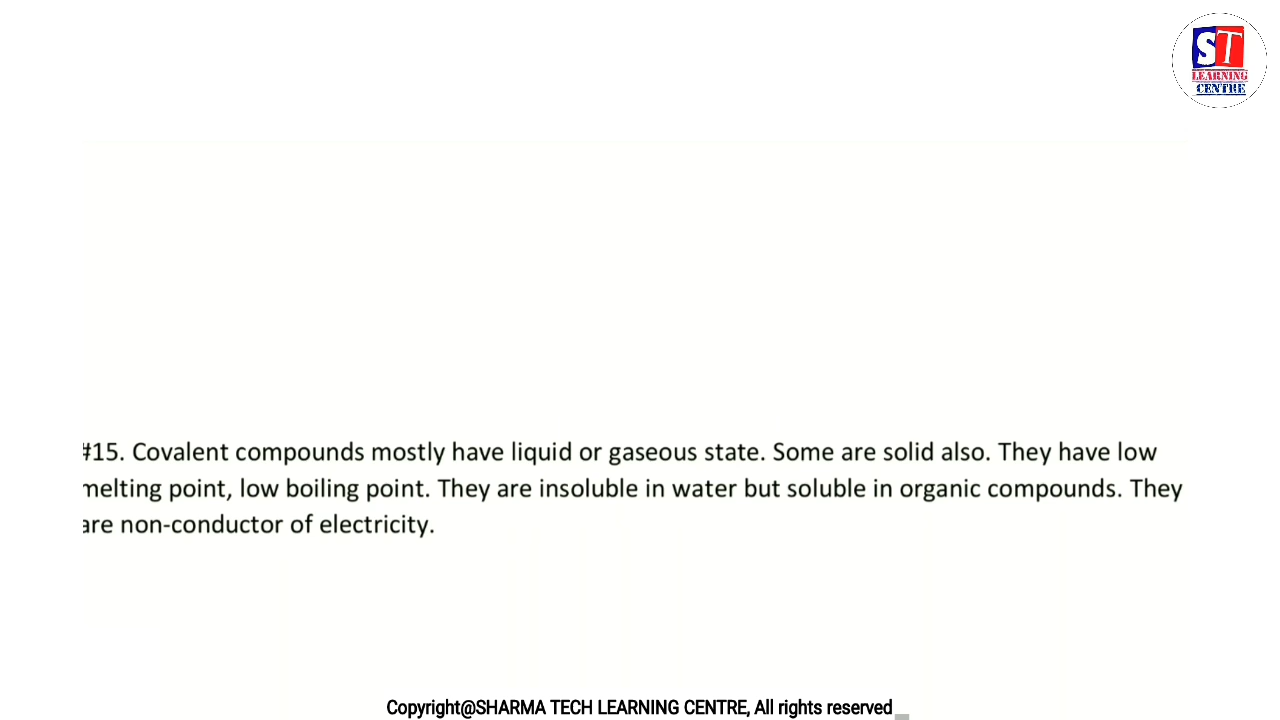 ST
LEARNING
CENTRE
#15. Covalent compounds mostly have liquid or gaseous state. Some are solid also. They have low
melting point, low boiling point. They are insoluble in water but soluble in organic compounds. They
are non-conductor of electricity.
Copyright@SHARMA TECH LEARNING CENTRE, All rights reserved